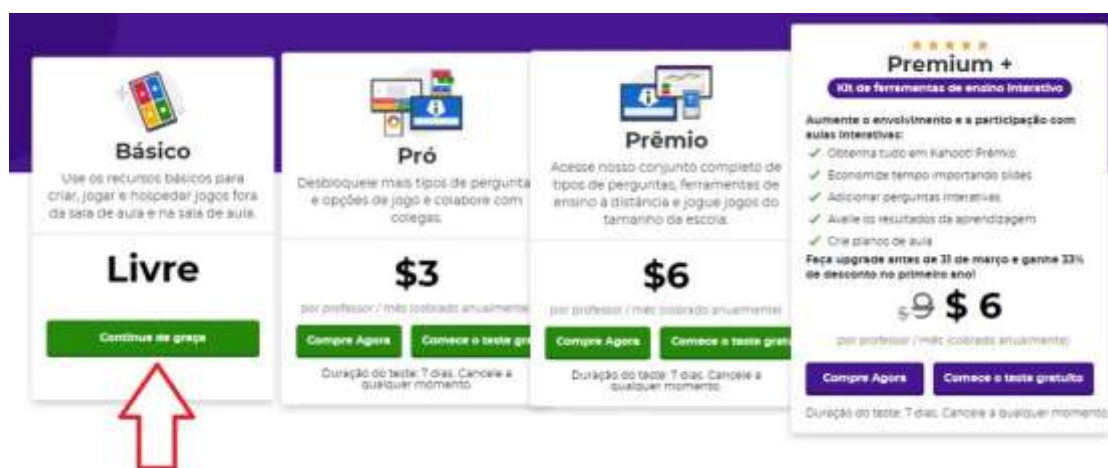 Básico
Use os recursos básicos para
criar, jogar e hospedar jogos fora
da sala de aula e na sala de aula.
Livre
Continue de graça
Pró
Desbloqueie mais tipos de pergunta
e opções de jogo e colabore com
colegas.
$3
por professor / mês (cobrado anualmente)
Compre Agora
Comece o teste gra
Duração do teste: 7 dias. Cancele a
qualquer momento.
Prêmio
Acesse nosso conjunto completo de
tipos de perguntas, ferramentas de
ensino à distância e jogue jogos do
tamanho da escola.
$6
por professor / mês (cobrado anualmente)
Compre Agora
Comece o teste gratu
Duração do teste: 7 dias. Cancele a
qualquer momento.
Premium +
Kit de ferramentas de ensino interativo
Aumente o envolvimento e a participação com
aulas interativas:
Obtenha tudo em Kahoot! Prêmio
Economize tempo importando slides
Adicionar perguntas interativas
Avalie os resultados da aprendizagem
Crie planos de aula
Faça upgrade antes de 31 de março e ganhe 33%
de desconto no primeiro ano!
$ 9 $ 6
por professor / mês (cobrado anualmente)
Compre Agora
Comece o teste gratuito
Duração do teste: 7 dias. Cancele a qualquer momento